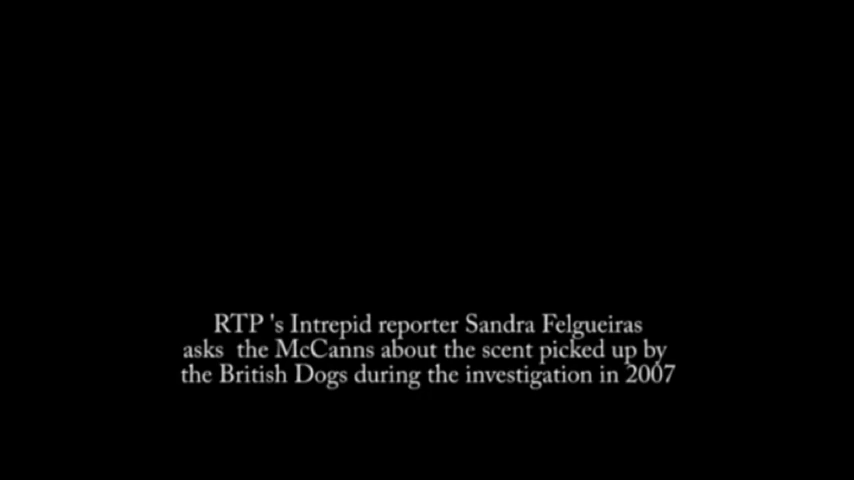 RTP 's Intrepid reporter Sandra Felgueiras
asks the McCanns about the scent picked up by
the British Dogs during the investigation in 2007